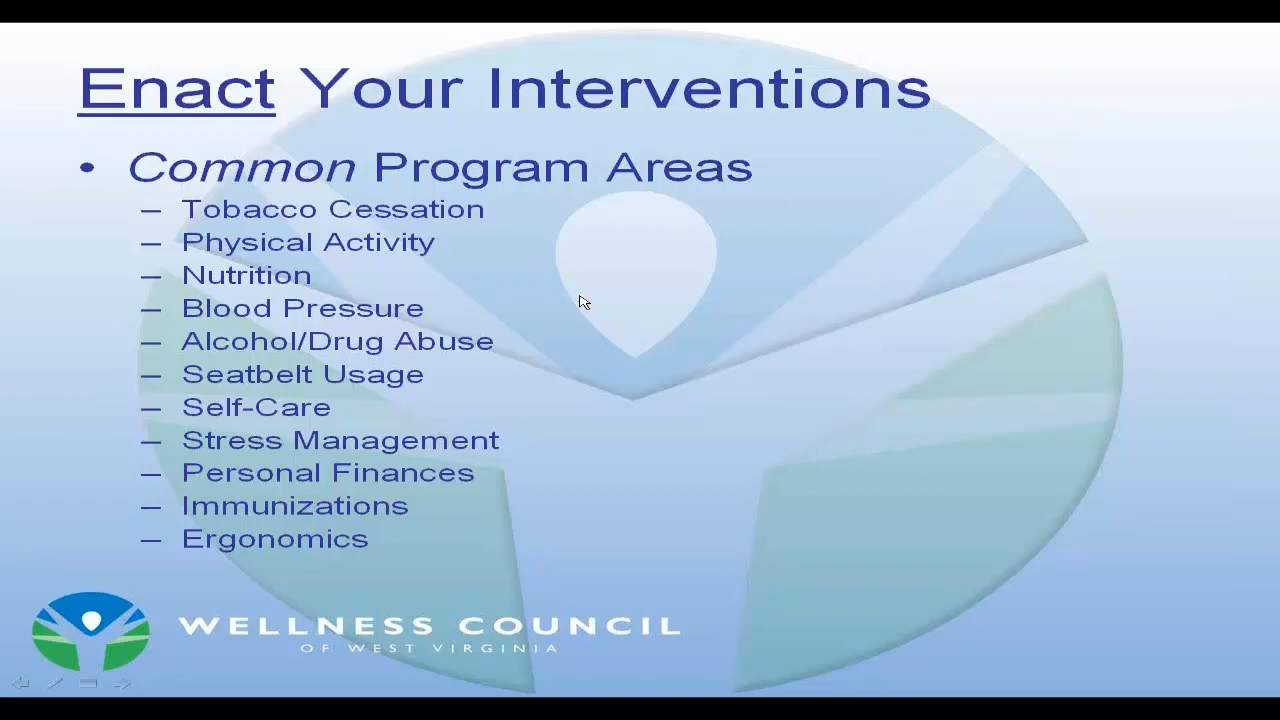 Enact Your Interventions
• Common Program Areas
– Tobacco Cessation
– Physical Activity
– Nutrition
– Blood Pressure
– Alcohol/Drug Abuse
– Seatbelt Usage
– Self-Care
– Stress Management
– Personal Finances
– Immunizations
– Ergonomics
WELLNESS COUNCIL
OF WEST VIRGINIA